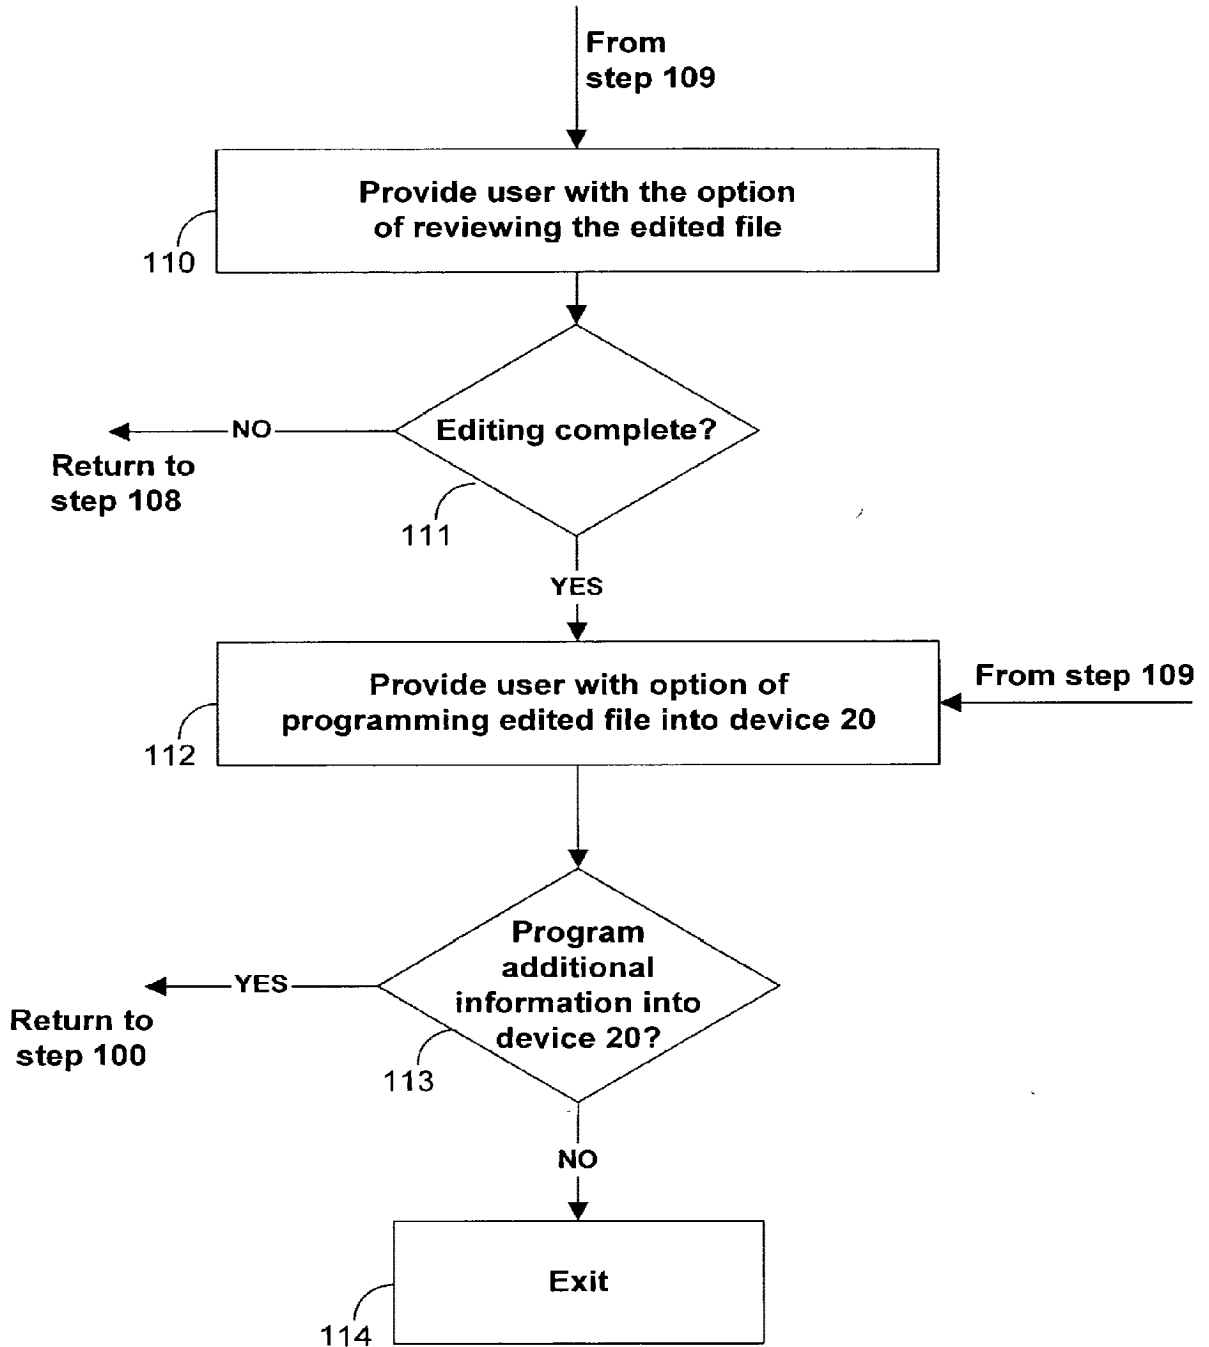 From
step 109
Provide user with the option
of reviewing the edited file
110
Editing complete?
NO
Return to
step 108
111
YES
From step 109
Provide user with option of
programming edited file into device 20
112
Program
additional
information into
device 20?
YES
Return to
step 100
113
NO
Exit
114